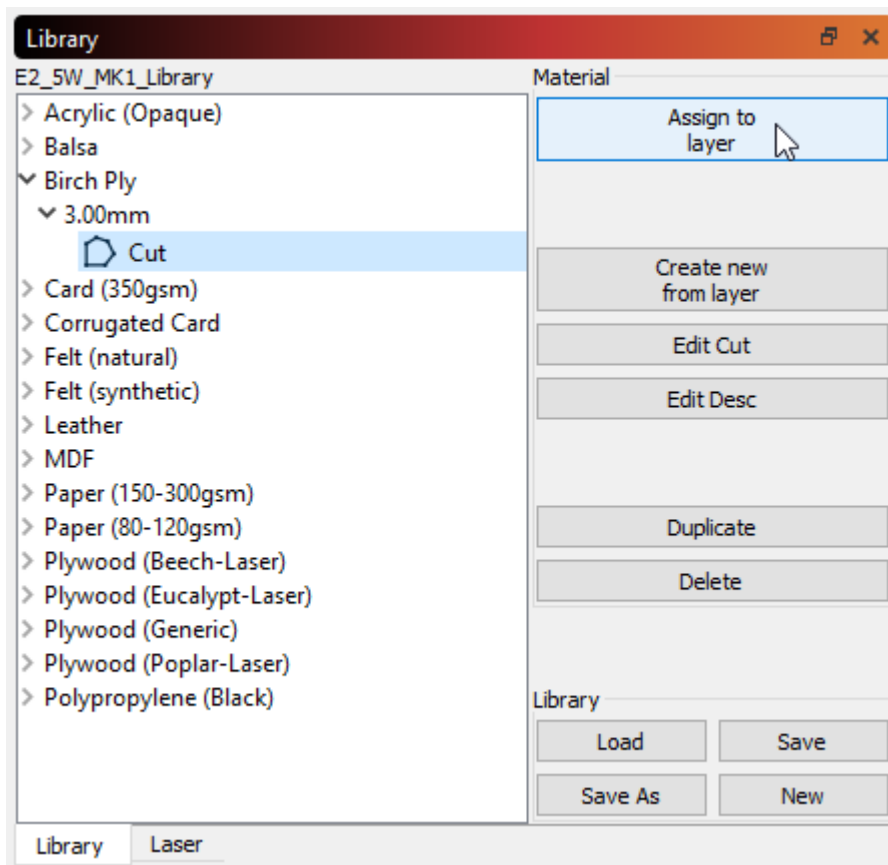 Library
E2_5W_MK1_Library
Acrylic (Opaque)
Balsa
Birch Ply
3.00mm
Cut
Card (350gsm)
Corrugated Card
Felt (natural)
Felt (synthetic)
Leather
MDF
Paper (150-300gsm)
Paper (80-120gsm)
Plywood (Beech-Laser)
Plywood (Eucalypt-Laser)
Plywood (Generic)
Plywood (Poplar-Laser)
Polypropylene (Black)
Material
Assign to
layer
Create new
from layer
Edit Cut
Edit Desc
Duplicate
Delete
Library
Load
Save
Save As
New
Library
Laser